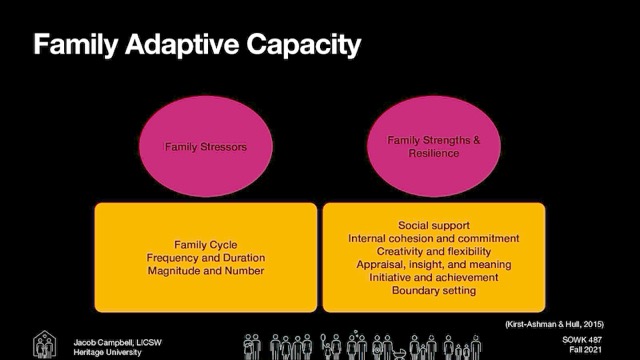 Family Adaptive Capacity
Family Stressors
Family Strengths &
Resilience
Family Cycle
Frequency and Duration
Magnitude and Number
Social support
Internal cohesion and commitment
Creativity and flexibility
Appraisal, insight, and meaning
Initiative and achievement
Boundary setting
(Kirst-Ashman & Hull, 2015)
Jacob Campbell, LICSW
Heritage University
SOWK 487
Fall 2021